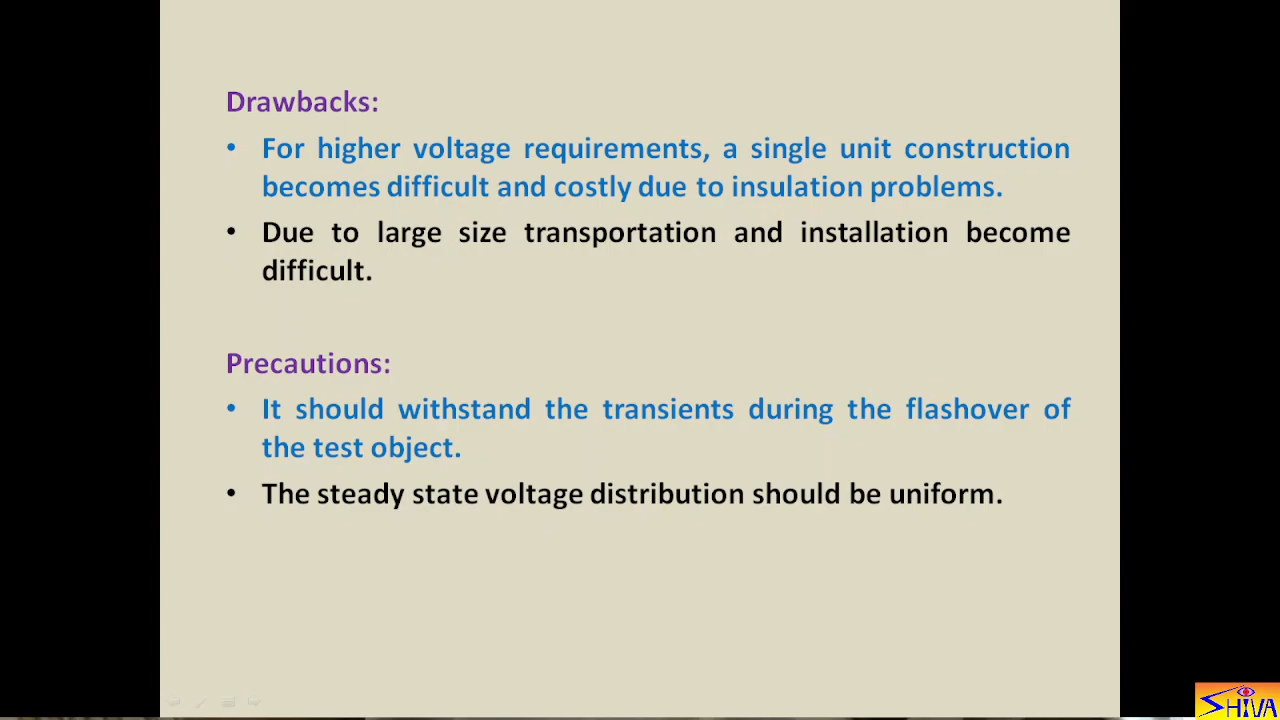 Drawbacks:
• For higher voltage requirements, a single unit construction
becomes difficult and costly due to insulation problems.
• Due to large size transportation and installation become
difficult.
Precautions:
• It should withstand the transients during the flashover of
the test object.
• The steady state voltage distribution should be uniform.
SHIVA